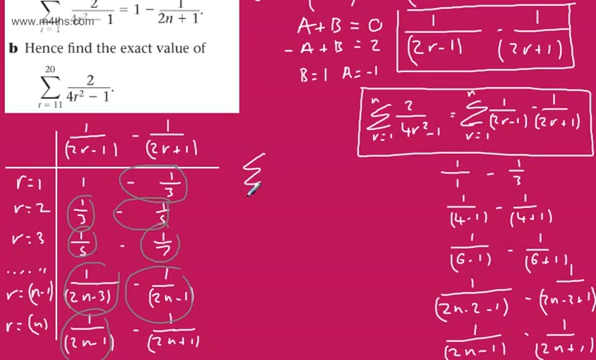 n
∑ 2/(4r² − 1) = 1 − 1/(2n + 1).
r = 1
www.m4ths.com
b Hence find the exact value of
20
∑ 2/(4r² − 1).
r = 11
A + B = 0
- A + B = 2
B=1 A=-1
1/(2r-1) - 1/(2r+1)
n n
∑ 2/(4r²-1) = ∑ 1/(2r-1) - 1/(2r+1)
r=1 r=1
1/(2r-1) - 1/(2r+1)
r=1 1 - 1/3
r=2 1/3 - 1/5
r=3 1/5 - 1/7
r=(n-1) 1/(2n-3) - 1/(2n-1)
r=(n) 1/(2n-1) - 1/(2n+1)
∑
1/1 - 1/3
1/(4-1) - 1/(4+1)
1/(6-1) - 1/(6+1)
1/(2n-2-1) - 1/(2n-2+1)
1/(2n-1) - 1/(2n+1)